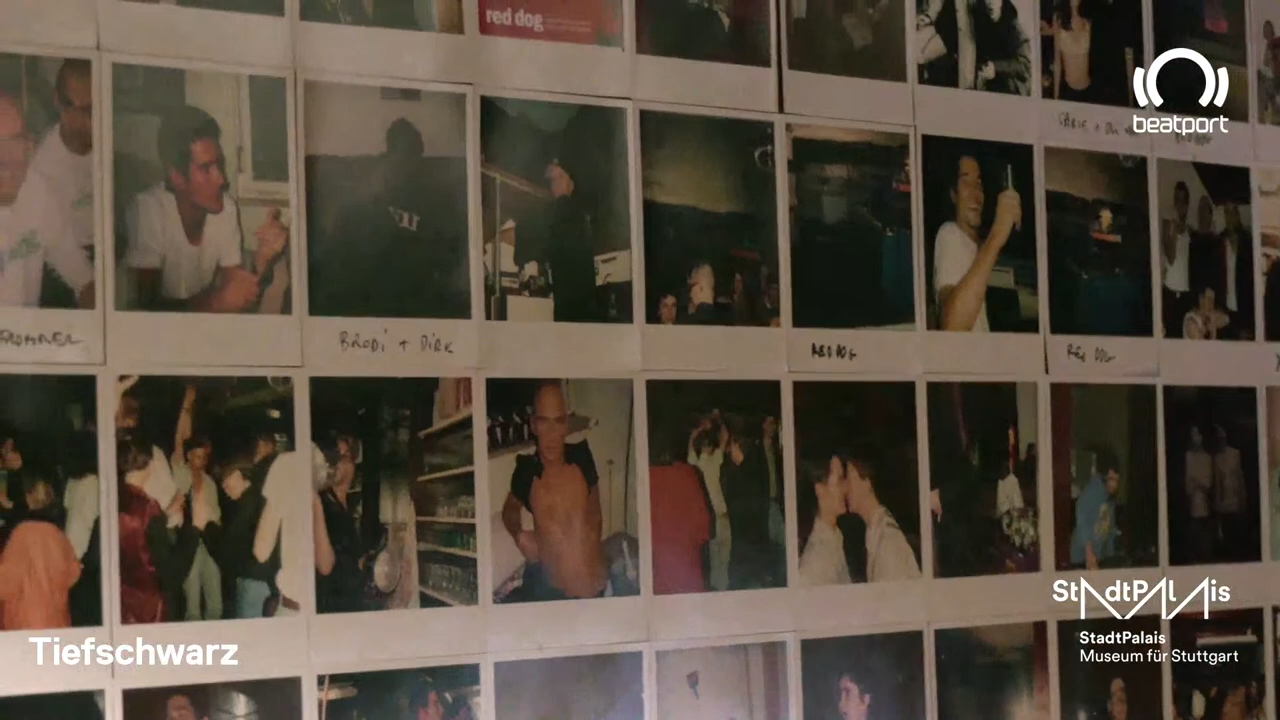 red dog
beatport
BRODI + DIRK
RED DOG
RED DOG
StadtPalais
Tiefschwarz
StadtPalais
Museum für Stuttgart